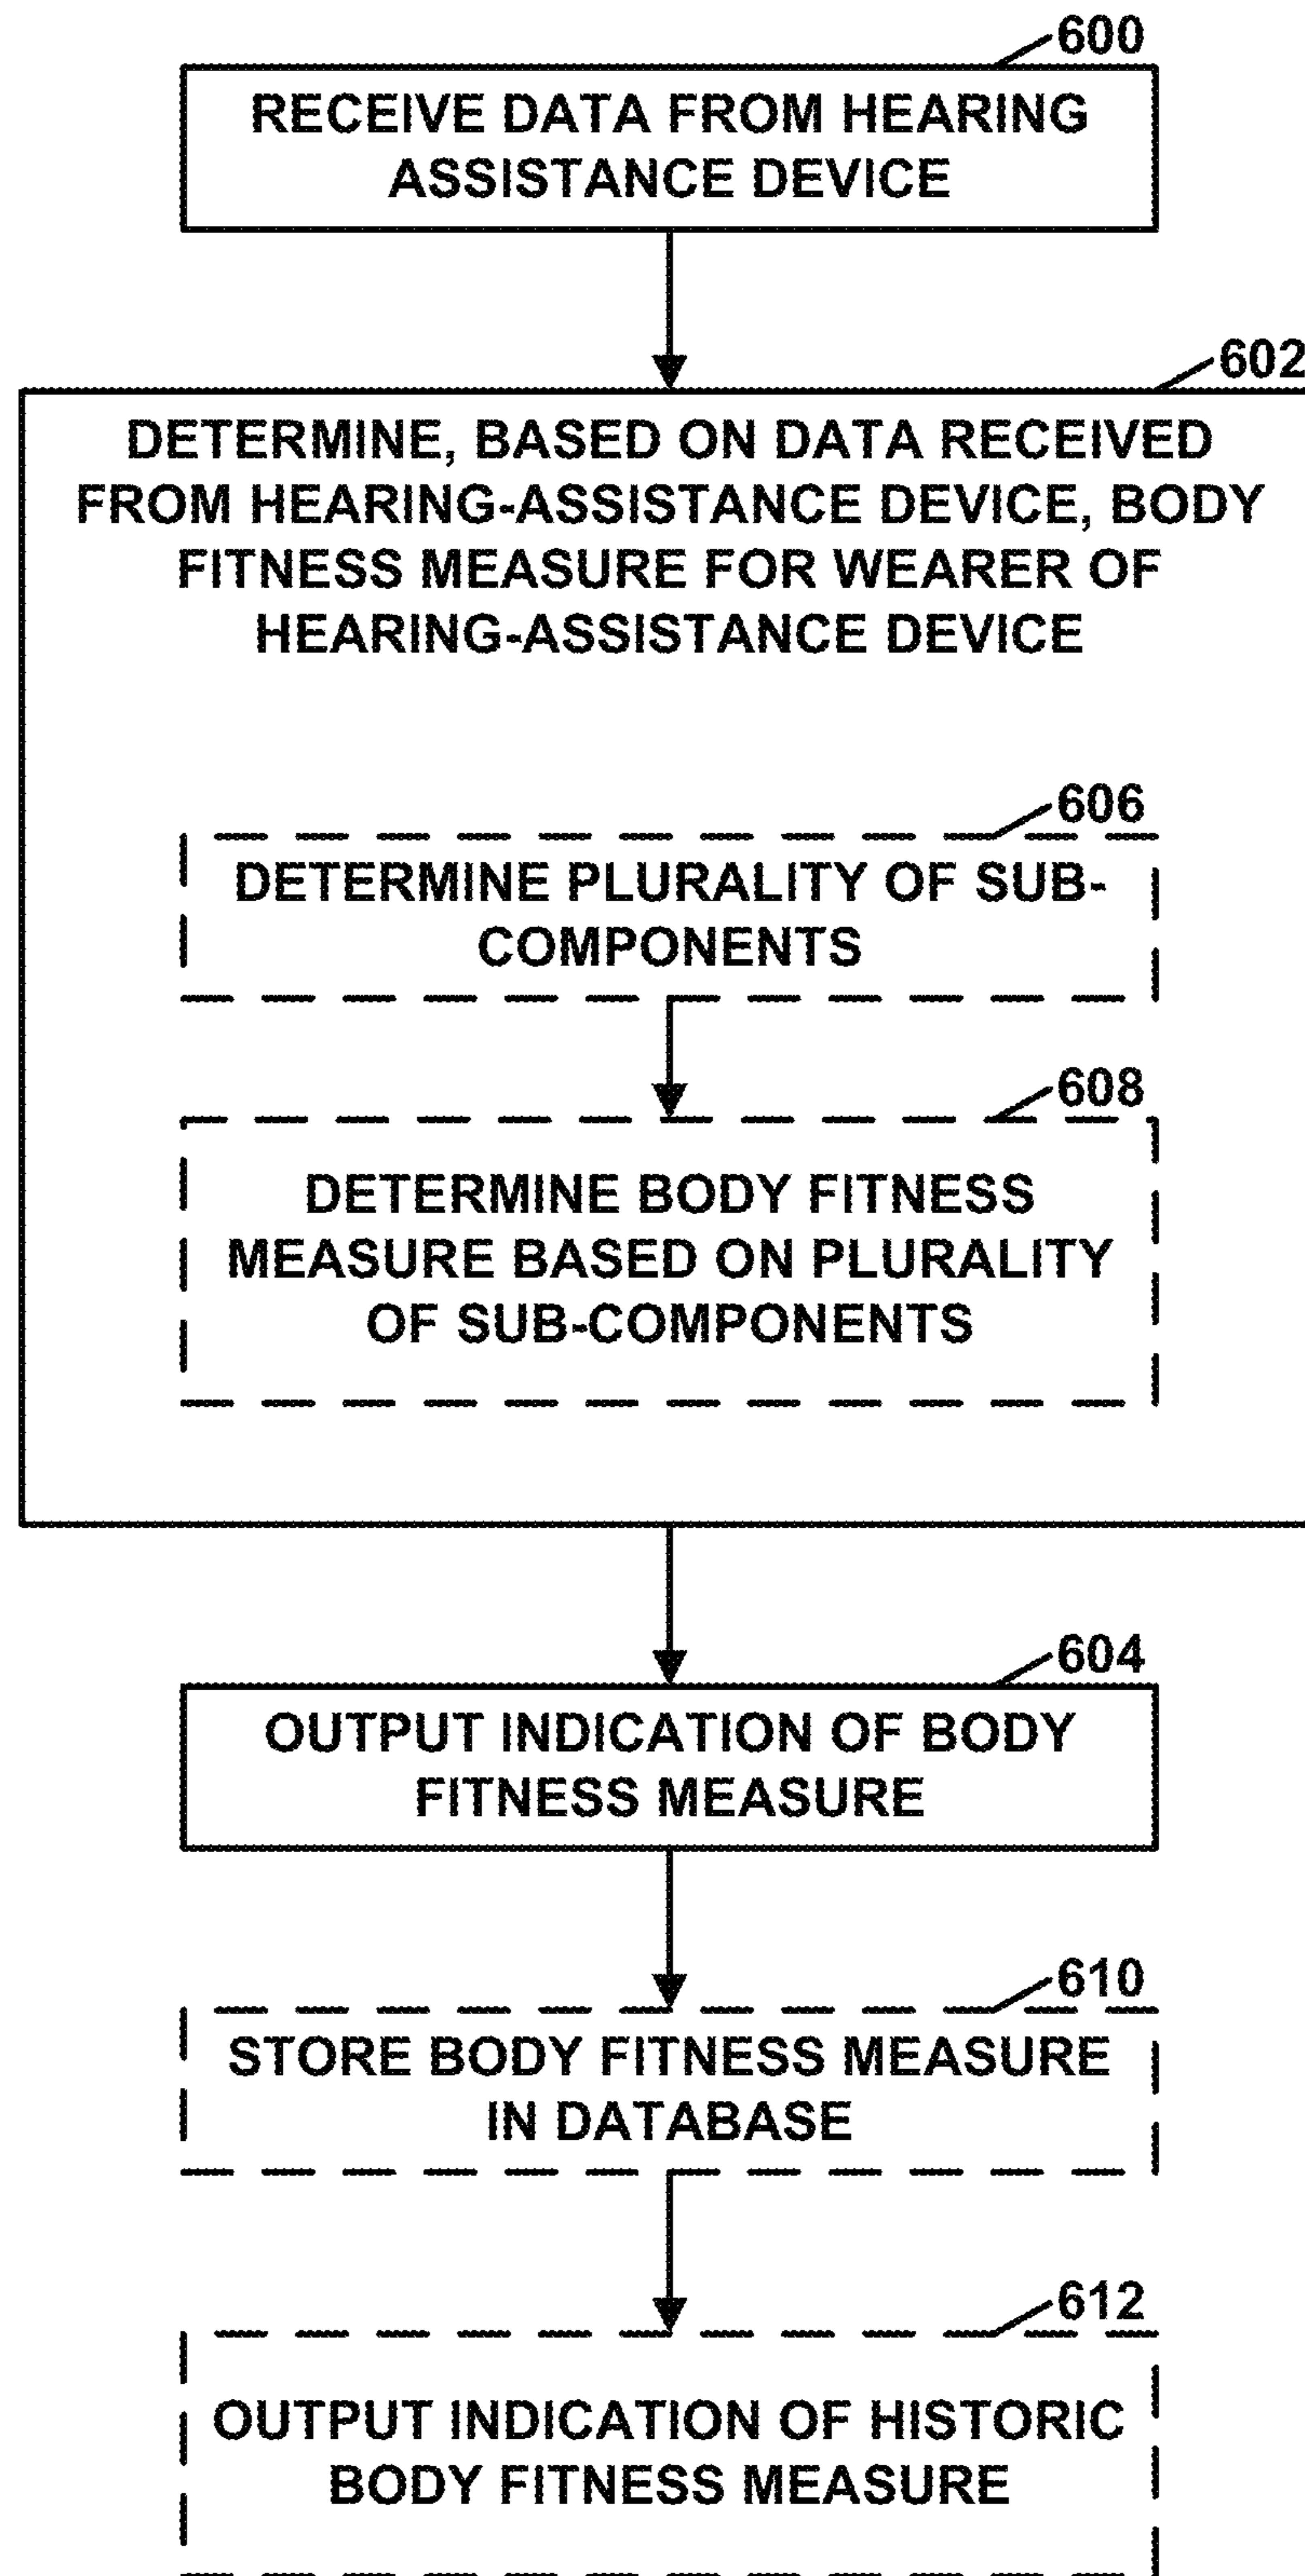 600
RECEIVE DATA FROM HEARING
ASSISTANCE DEVICE
602
DETERMINE, BASED ON DATA RECEIVED
FROM HEARING-ASSISTANCE DEVICE, BODY
FITNESS MEASURE FOR WEARER OF
HEARING-ASSISTANCE DEVICE
606
DETERMINE PLURALITY OF SUB-
COMPONENTS
608
DETERMINE BODY FITNESS
MEASURE BASED ON PLURALITY
OF SUB-COMPONENTS
604
OUTPUT INDICATION OF BODY
FITNESS MEASURE
610
STORE BODY FITNESS MEASURE
IN DATABASE
612
OUTPUT INDICATION OF HISTORIC
BODY FITNESS MEASURE